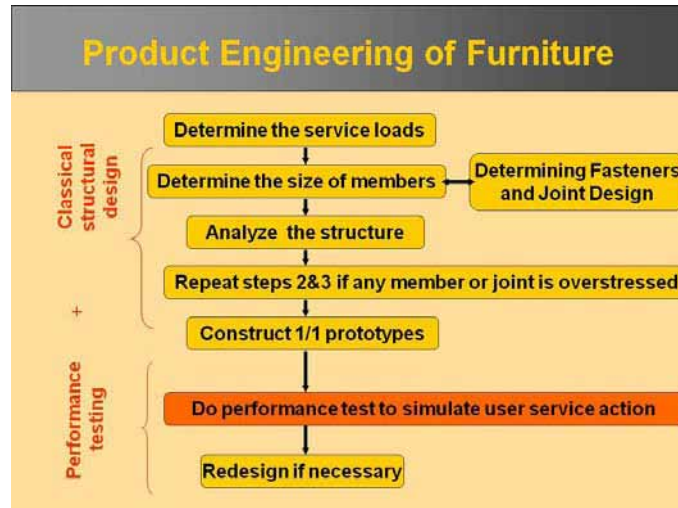 Product Engineering of Furniture
Determine the service loads
Determine the size of members
Determining Fasteners
and Joint Design
Analyze the structure
Repeat steps 2&3 if any member or joint is overstressed
Construct 1/1 prototypes
Do performance test to simulate user service action
Redesign if necessary
Classical
structural
design
+
Performance
testing